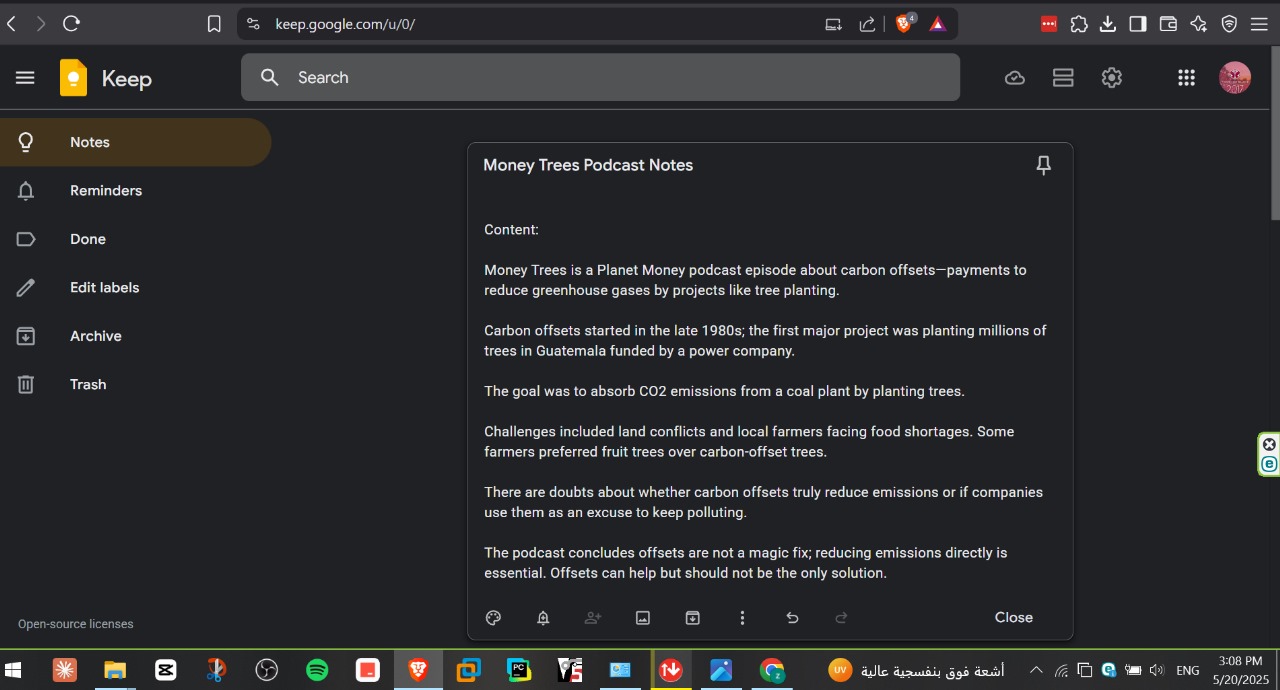 keep.google.com/u/0/
4
Keep
Search
Notes
Reminders
Done
Edit labels
Archive
Trash
Money Trees Podcast Notes
Content:
Money Trees is a Planet Money podcast episode about carbon offsets—payments to
reduce greenhouse gases by projects like tree planting.
Carbon offsets started in the late 1980s; the first major project was planting millions of
trees in Guatemala funded by a power company.
The goal was to absorb CO2 emissions from a coal plant by planting trees.
Challenges included land conflicts and local farmers facing food shortages. Some
farmers preferred fruit trees over carbon-offset trees.
There are doubts about whether carbon offsets truly reduce emissions or if companies
use them as an excuse to keep polluting.
The podcast concludes offsets are not a magic fix; reducing emissions directly is
essential. Offsets can help but should not be the only solution.
Close
Open-source licenses
PC
UV
أشعة فوق بنفسجية عالية
ENG
3:08 PM
5/20/2025